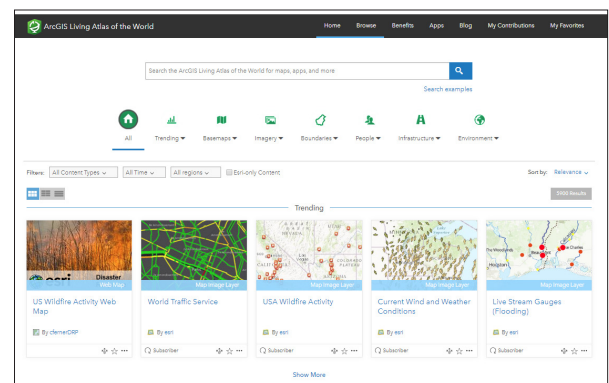 ArcGIS Living Atlas of the World
Home Browse Benefits Apps Blog My Contributions My Favorites
Search the ArcGIS Living Atlas of the World for maps, apps, and more
Search examples
All Trending Basemaps Imagery Boundaries People Infrastructure Environment
Filters: All Content Types All Time All regions Esri-only Content Sort by: Relevance
Results
Trending
esri Disaster
Web Map Map Image Layer Map Image Layer Map Image Layer Map Image Layer
US Wildfire Activity Web Map
By cfernerDRP
World Traffic Service
By esri
Subscriber
USA Wildfire Activity
By esri
Subscriber
Current Wind and Weather Conditions
By esri
Subscriber
Live Stream Gauges (Flooding)
By esri
Subscriber
Show More